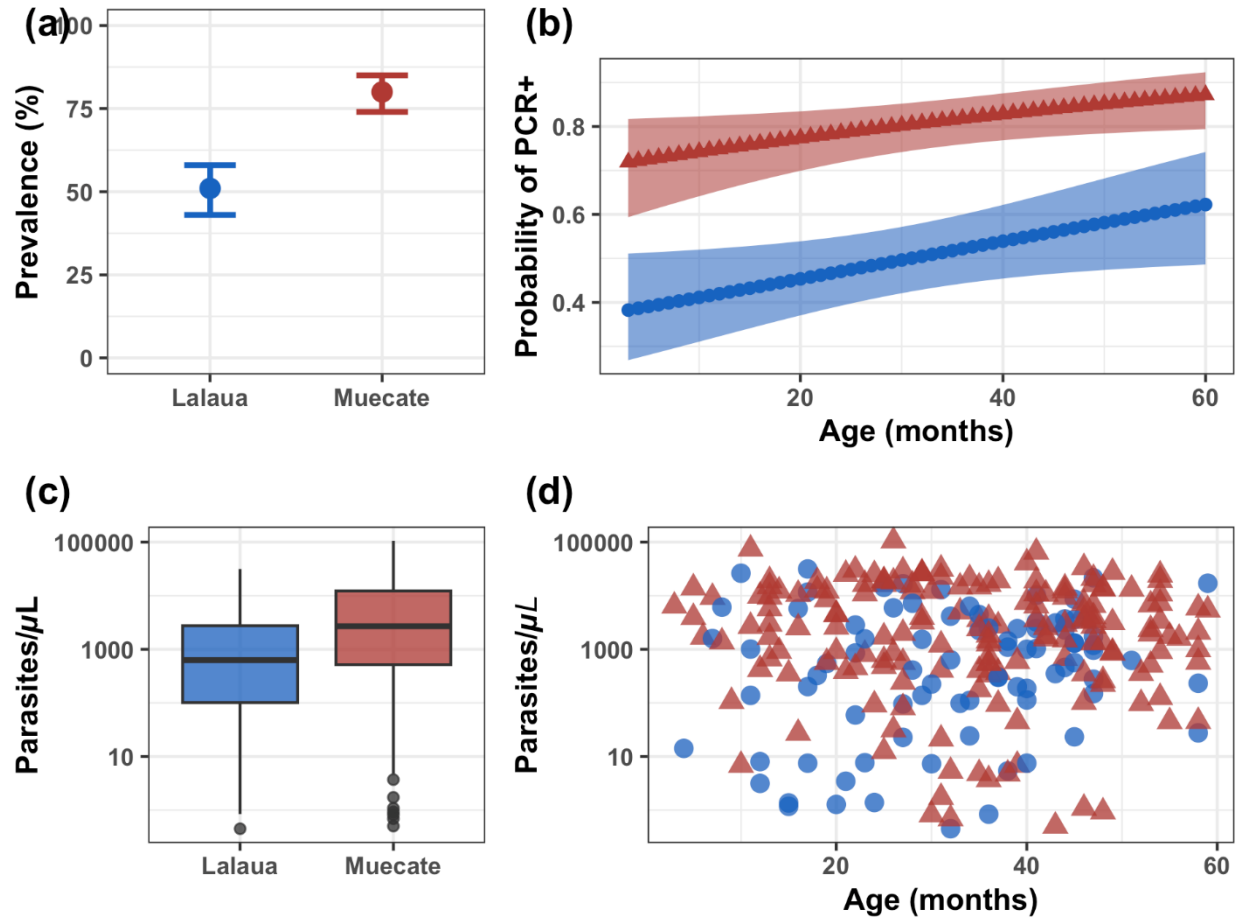 (a)
Prevalence (%)
100
75
50
25
0
Lalaua
Muecate
(b)
Probability of PCR+
0.8
0.6
0.4
20
40
60
Age (months)
(c)
Parasites/µL
100000
1000
10
Lalaua
Muecate
(d)
Parasites/µL
100000
1000
10
20
40
60
Age (months)